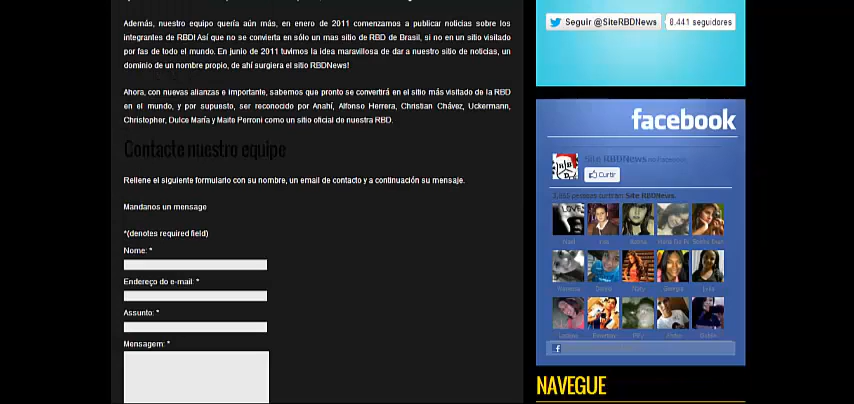 Además, nuestro equipo quería aún más, en enero de 2011 comenzamos a publicar noticias sobre los
integrantes de RBD! Así que no se convierta en sólo un mas sitio de RBD de Brasil, si no en un sitio visitado
por fas de todo el mundo. En junio de 2011 tuvimos la idea maravillosa de dar a nuestro sitio de noticias, un
dominio de un nombre propio, de ahí surgiera el sitio RBDNews!
Ahora, con nuevas alianzas e importante, sabemos que pronto se convertirá en el sitio más visitado de la RBD
en el mundo, y por supuesto, ser reconocido por Anahí, Alfonso Herrera, Christian Chávez, Uckermann,
Christopher, Dulce María y Maite Perroni como un sitio oficial de nuestra RBD.
Contacte nuestro equipo
Rellene el siguiente formulario con su nombre, un email de contacto y a continuación su mensaje.
Mandanos un message
*(denotes required field)
Nome: *
Endereço do e-mail: *
Assunto: *
Mensagem: *
Seguir @SiteRBDNews
8.441 seguidores
facebook
Site RBDNews
Curtir
pessoas curtiram Site RBDNews.
NAVEGUE